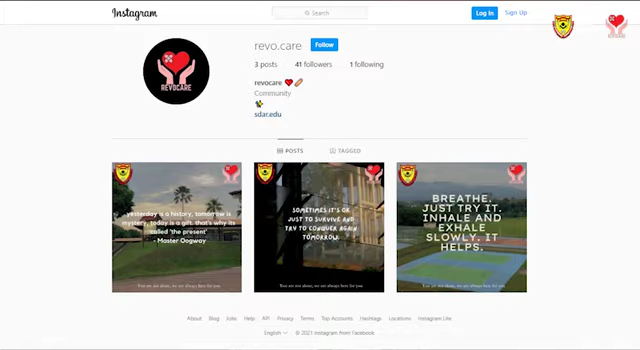 Instagram
Search
Log In
Sign Up
revo.care
Follow
3 posts
41 followers
1 following
REVOCARE
revocare
Community
sdar.edu
POSTS
TAGGED
yesterday is a history, tomorrow is
mystery, today is a gift. that's why its
called 'the present'
- Master Oogway
You are not alone, we are always here for you
SOMETIMES IT'S OK
JUST TO SURVIVE AND
TRY TO CONQUER AGAIN
TOMORROW.
You are not alone, we are always here for you
BREATHE.
JUST TRY IT.
INHALE AND
EXHALE
SLOWLY. IT
HELPS.
You are not alone, we are always here for you
About Blog Jobs Help API Privacy Terms Top Accounts Hashtags Locations Instagram Lite
English
© 2021 Instagram from Facebook